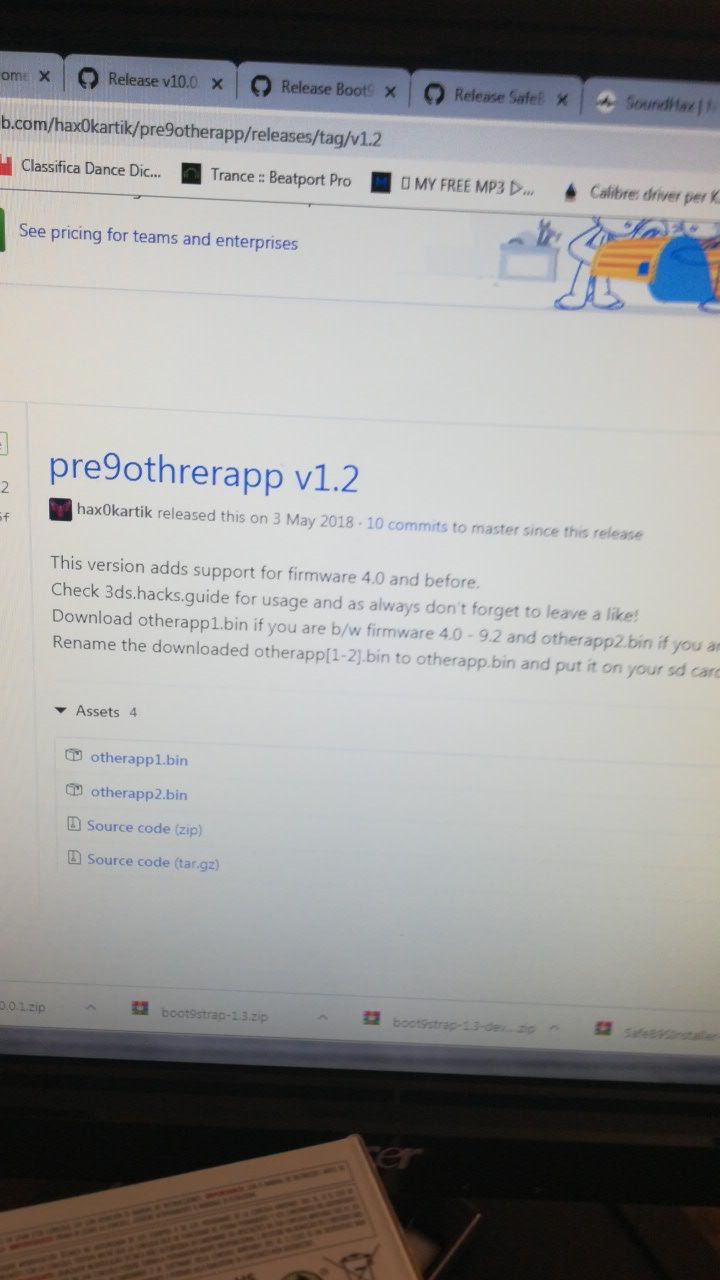 ome
Release v10.0.
Release Boot9
Release SafeB
SoundHax |
b.com/hax0kartik/pre9otherapp/releases/tag/v1.2
Classifica Dance Dic...
Trance :: Beatport Pro
MY FREE MP3
Calibre: driver per K
See pricing for teams and enterprises
2
pre9othrerapp v1.2
hax0kartik released this on 3 May 2018 · 10 commits to master since this release
This version adds support for firmware 4.0 and before.
Check 3ds.hacks.guide for usage and as always don't forget to leave a like!
Download otherapp1.bin if you are b/w firmware 4.0 - 9.2 and otherapp2.bin if you ar
Rename the downloaded otherapp[1-2].bin to otherapp.bin and put it on your sd card
Assets 4
otherapp1.bin
otherapp2.bin
Source code (zip)
Source code (tar.gz)
0.0.1.zip
boot9strap-1.3.zip
boot9strap-1.3-dev....zip
SafeB9SInstaller
cer